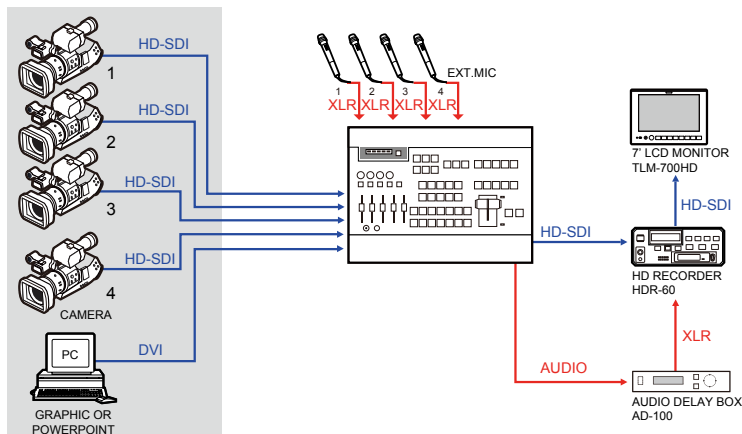 HD-SDI
1
HD-SDI
2
HD-SDI
3
HD-SDI
4
CAMERA
PC
DVI
GRAPHIC OR
POWERPOINT
1 2 3 4 EXT.MIC
XLR XLR XLR XLR
HD-SDI
7' LCD MONITOR
TLM-700HD
HD-SDI
HD RECORDER
HDR-60
XLR
AUDIO
AUDIO DELAY BOX
AD-100